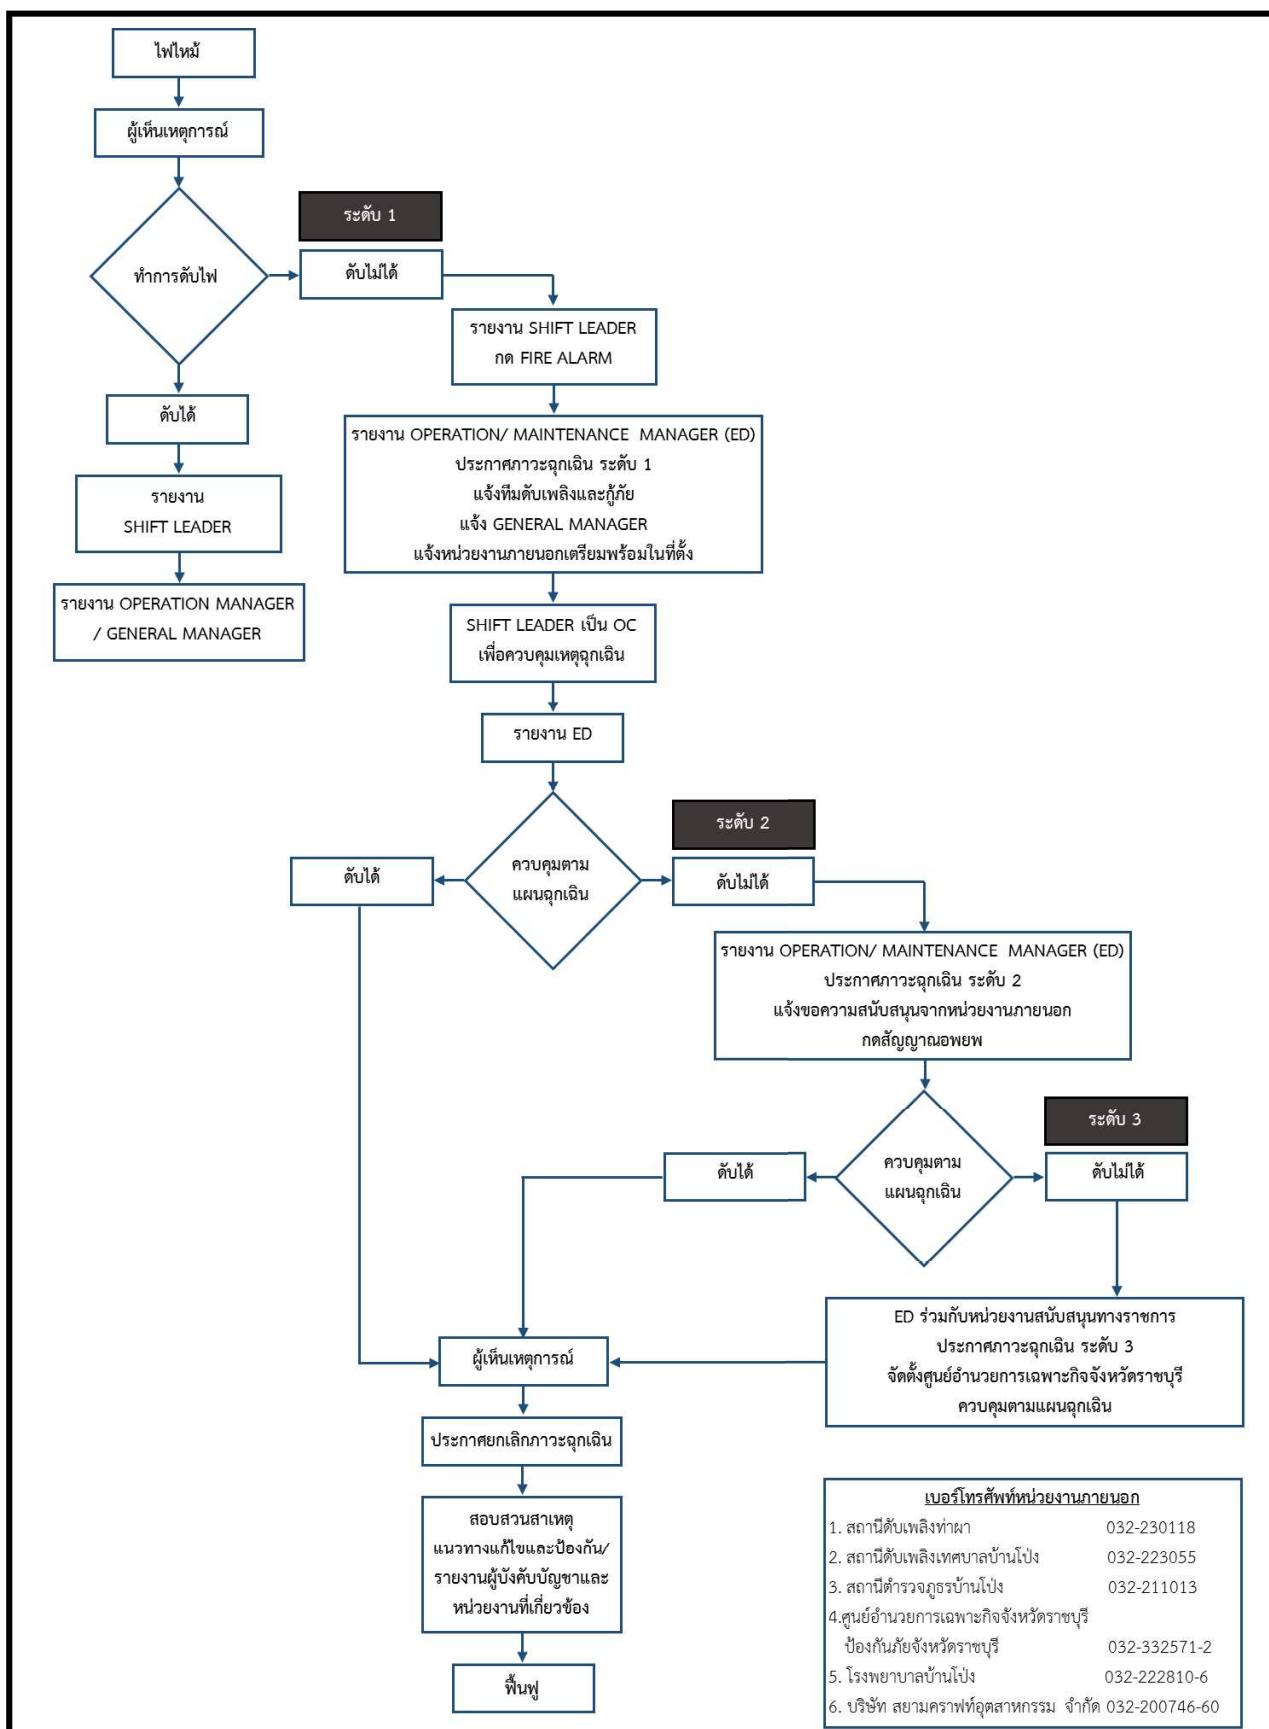 ไฟไหม้
ผู้เห็นเหตุการณ์
ทำการดับไฟ
ระดับ 1
ดับไม่ได้
รายงาน SHIFT LEADER
กด FIRE ALARM
ดับได้
รายงาน
SHIFT LEADER
รายงาน OPERATION MANAGER
/ GENERAL MANAGER
รายงาน OPERATION/ MAINTENANCE MANAGER (ED)
ประกาศภาวะฉุกเฉิน ระดับ 1
แจ้งทีมดับเพลิงและกู้ภัย
แจ้ง GENERAL MANAGER
แจ้งหน่วยงานภายนอกเตรียมพร้อมในที่ตั้ง
SHIFT LEADER เป็น OC
เพื่อควบคุมเหตุฉุกเฉิน
รายงาน ED
ควบคุมตาม
แผนฉุกเฉิน
ดับได้
ระดับ 2
ดับไม่ได้
รายงาน OPERATION/ MAINTENANCE MANAGER (ED)
ประกาศภาวะฉุกเฉิน ระดับ 2
แจ้งขอความสนับสนุนจากหน่วยงานภายนอก
กดสัญญาณอพยพ
ควบคุมตาม
แผนฉุกเฉิน
ดับได้
ระดับ 3
ดับไม่ได้
ED ร่วมกับหน่วยงานสนับสนุนทางราชการ
ประกาศภาวะฉุกเฉิน ระดับ 3
จัดตั้งศูนย์อำนวยการเฉพาะกิจจังหวัดราชบุรี
ควบคุมตามแผนฉุกเฉิน
ผู้เห็นเหตุการณ์
ประกาศยกเลิกภาวะฉุกเฉิน
สอบสวนสาเหตุ
แนวทางแก้ไขและป้องกัน/
รายงานผู้บังคับบัญชาและ
หน่วยงานที่เกี่ยวข้อง
ฟื้นฟู
เบอร์โทรศัพท์หน่วยงานภายนอก
1. สถานีดับเพลิงท่าผา 032-230118
2. สถานีดับเพลิงเทศบาลบ้านโป่ง 032-223055
3. สถานีตำรวจภูธรบ้านโป่ง 032-211013
4.ศูนย์อำนวยการเฉพาะกิจจังหวัดราชบุรี
ป้องกันภัยจังหวัดราชบุรี 032-332571-2
5. โรงพยาบาลบ้านโป่ง 032-222810-6
6. บริษัท สยามคราฟท์อุตสาหกรรม จำกัด 032-200746-60